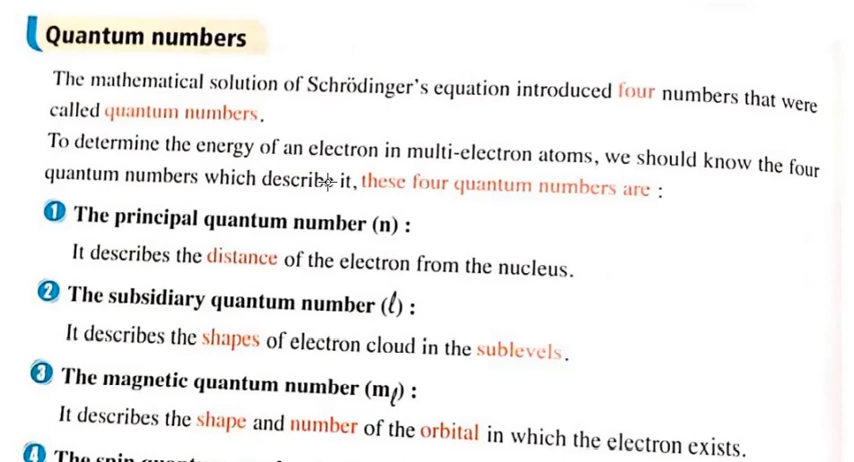 Quantum numbers
The mathematical solution of Schrödinger's equation introduced four numbers that were
called quantum numbers.
To determine the energy of an electron in multi-electron atoms, we should know the four
quantum numbers which describe it, these four quantum numbers are :
1 The principal quantum number (n) :
It describes the distance of the electron from the nucleus.
2 The subsidiary quantum number (ℓ) :
It describes the shapes of electron cloud in the sublevels.
3 The magnetic quantum number (mℓ) :
It describes the shape and number of the orbital in which the electron exists.
4 The spin